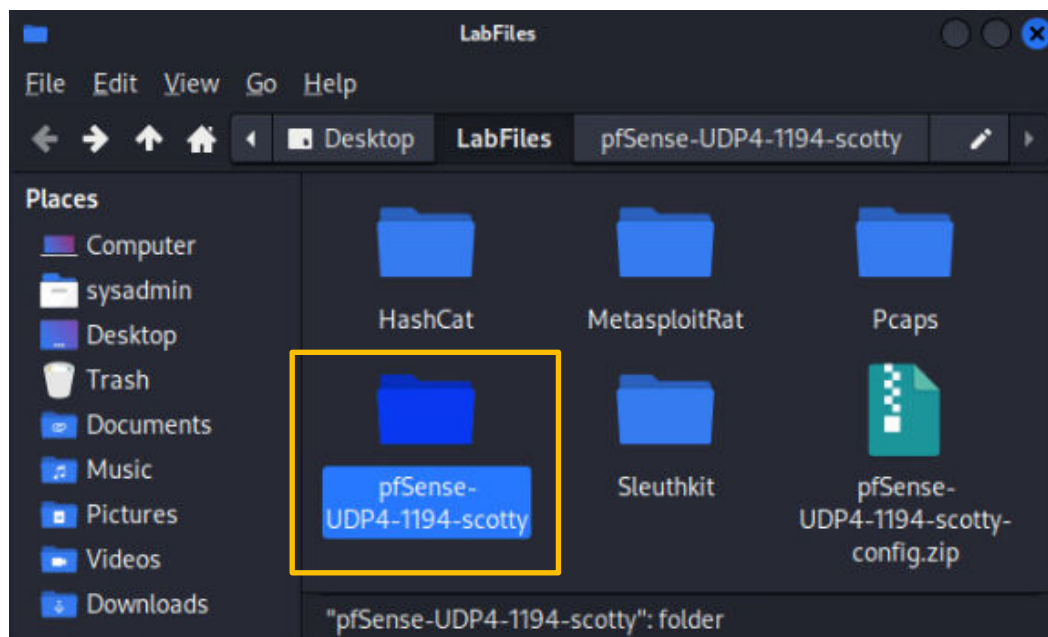 LabFiles
File Edit View Go Help
Desktop LabFiles pfSense-UDP4-1194-scotty
Places
Computer
sysadmin
Desktop
Trash
Documents
Music
Pictures
Videos
Downloads
HashCat
MetasploitRat
Pcaps
pfSense-
UDP4-1194-scotty
Sleuthkit
pfSense-
UDP4-1194-scotty-
config.zip
"pfSense-UDP4-1194-scotty": folder